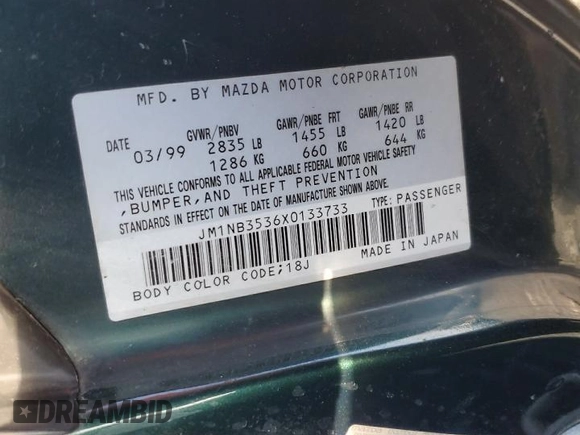 MFD. BY MAZDA MOTOR CORPORATION
DATE GVWR/PNBV GAWR/PNBE FRT GAWR/PNBE RR
03/99 2835 LB 1455 LB 1420 LB
1286 KG 660 KG 644 KG
THIS VEHICLE CONFORMS TO ALL APPLICABLE FEDERAL MOTOR VEHICLE SAFETY
,BUMPER,AND THEFT PREVENTION
STANDARDS IN EFFECT ON THE DATE OF MANUFACTURE SHOWN ABOVE.
JM1NB3536X0133733 TYPE: PASSENGER
BODY COLOR CODE;18J MADE IN JAPAN
DREAMBID